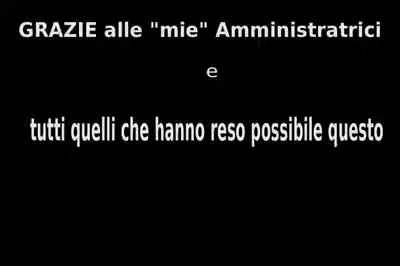 GRAZIE alle "mie" Amministratrici
e
tutti quelli che hanno reso possibile questo